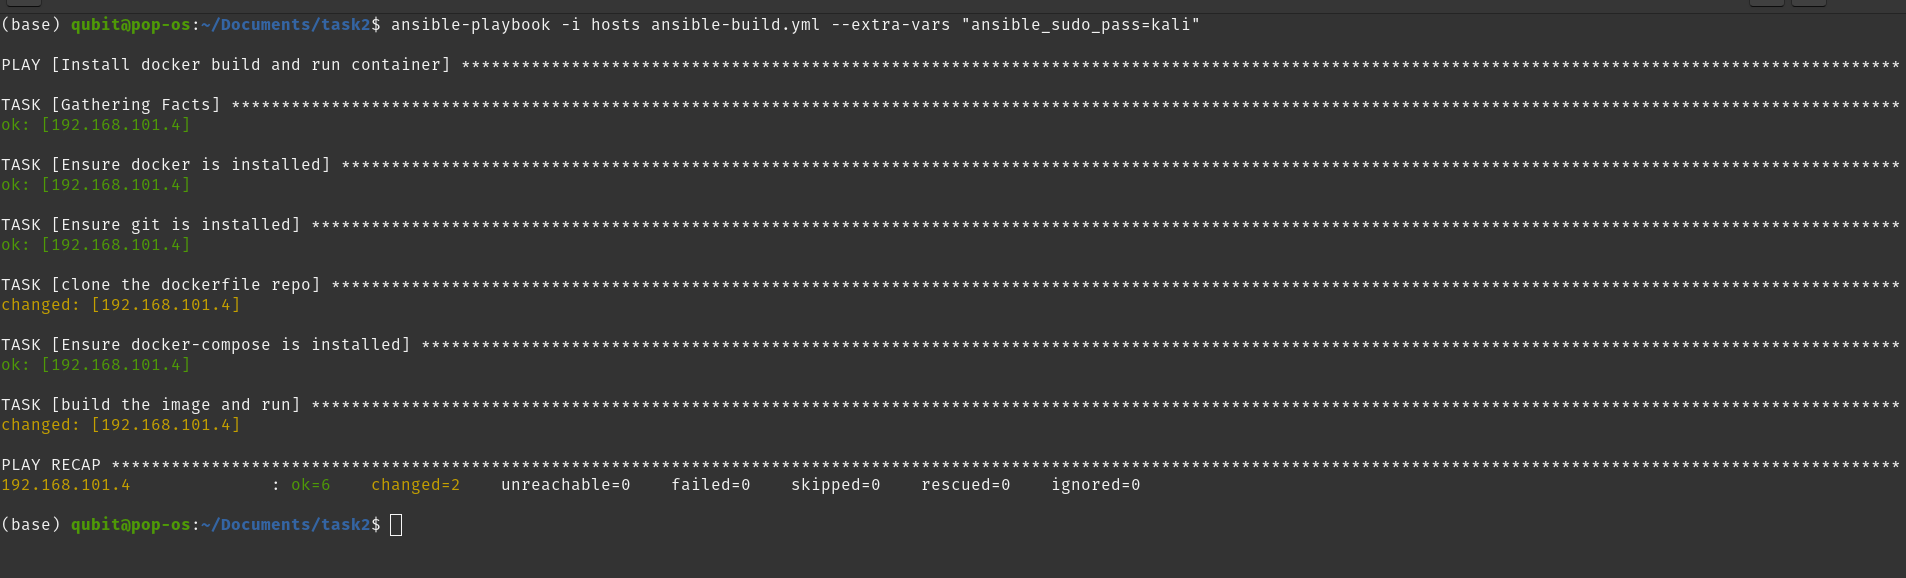 (base) qubit@pop-os:~/Documents/task2$ ansible-playbook -i hosts ansible-build.yml --extra-vars "ansible_sudo_pass=kali"
PLAY [Install docker build and run container] ************************************************************************************************************************************************
TASK [Gathering Facts] ***********************************************************************************************************************************************************************
ok: [192.168.101.4]
TASK [Ensure docker is installed] ************************************************************************************************************************************************************
ok: [192.168.101.4]
TASK [Ensure git is installed] ***************************************************************************************************************************************************************
ok: [192.168.101.4]
TASK [clone the dockerfile repo] *************************************************************************************************************************************************************
changed: [192.168.101.4]
TASK [Ensure docker-compose is installed] ****************************************************************************************************************************************************
ok: [192.168.101.4]
TASK [build the image and run] ***************************************************************************************************************************************************************
changed: [192.168.101.4]
PLAY RECAP ***********************************************************************************************************************************************************************************
192.168.101.4              : ok=6    changed=2    unreachable=0    failed=0    skipped=0    rescued=0    ignored=0
(base) qubit@pop-os:~/Documents/task2$